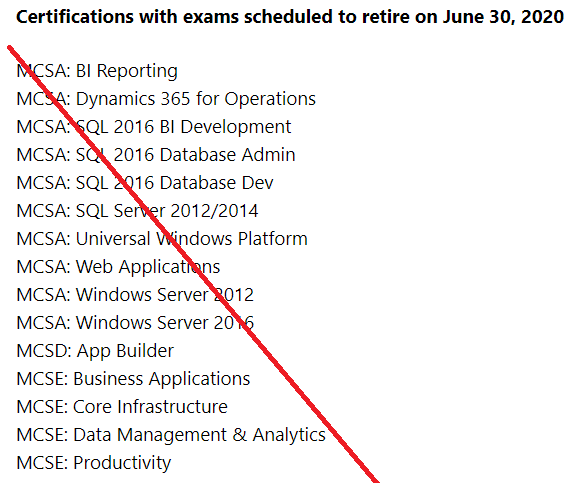 Certifications with exams scheduled to retire on June 30, 2020
MCSA: BI Reporting
MCSA: Dynamics 365 for Operations
MCSA: SQL 2016 BI Development
MCSA: SQL 2016 Database Admin
MCSA: SQL 2016 Database Dev
MCSA: SQL Server 2012/2014
MCSA: Universal Windows Platform
MCSA: Web Applications
MCSA: Windows Server 2012
MCSA: Windows Server 2016
MCSD: App Builder
MCSE: Business Applications
MCSE: Core Infrastructure
MCSE: Data Management & Analytics
MCSE: Productivity